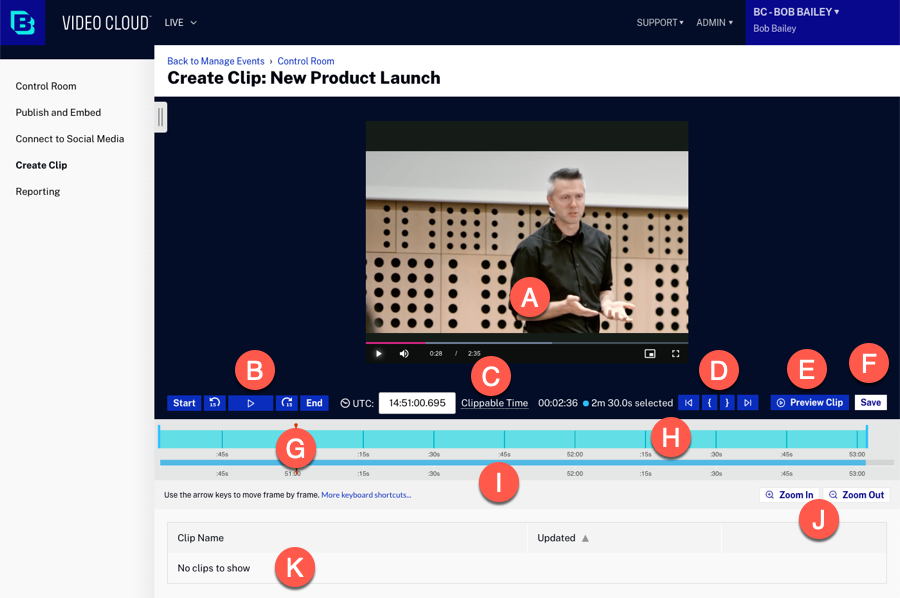 VIDEO CLOUD LIVE SUPPORT ADMIN BC - BOB BAILEY
Bob Bailey
Control Room
Publish and Embed
Connect to Social Media
Create Clip
Reporting
Back to Manage Events › Control Room
Create Clip: New Product Launch
A
0:28 / 2:35
B
C
D
E
F
Start 15 15 End UTC: 14:51:00.695 Clippable Time 00:02:36 2m 30.0s selected { } Preview Clip Save
G
H
:45s :15s :30s :45s 52:00 :15s :30s :45s 53:00
:45s 51:00 :15s :30s 52:00 :15s :30s :45s 53:00
I
Use the arrow keys to move frame by frame. More keyboard shortcuts...
Zoom In Zoom Out
J
Clip Name Updated
No clips to show
K